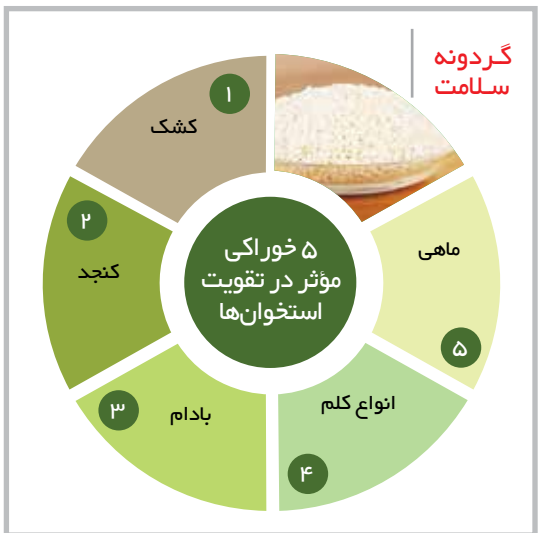 گردونه
سلامت
۵ خوراکی
مؤثر در تقویت
استخوان‌ها
۱
کشک
۲
کنجد
۳
بادام
۴
انواع کلم
۵
ماهی